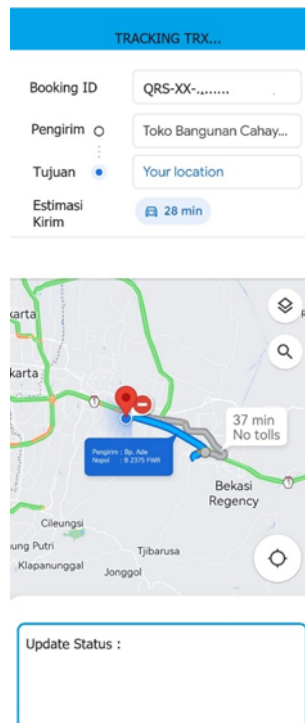 TRACKING TRX...
Booking ID
QRS-XX-.,......
Pengirim
Toko Bangunan Cahay...
Tujuan
Your location
Estimasi
Kirim
28 min
karta
karta
37 min
No tolls
Pengirim : Bp. Ade
Nopol : B 2375 FWR
Bekasi
Regency
Cileungsi
ung Putri
Klapanunggal
Jonggol
Tjibarusa
Update Status :